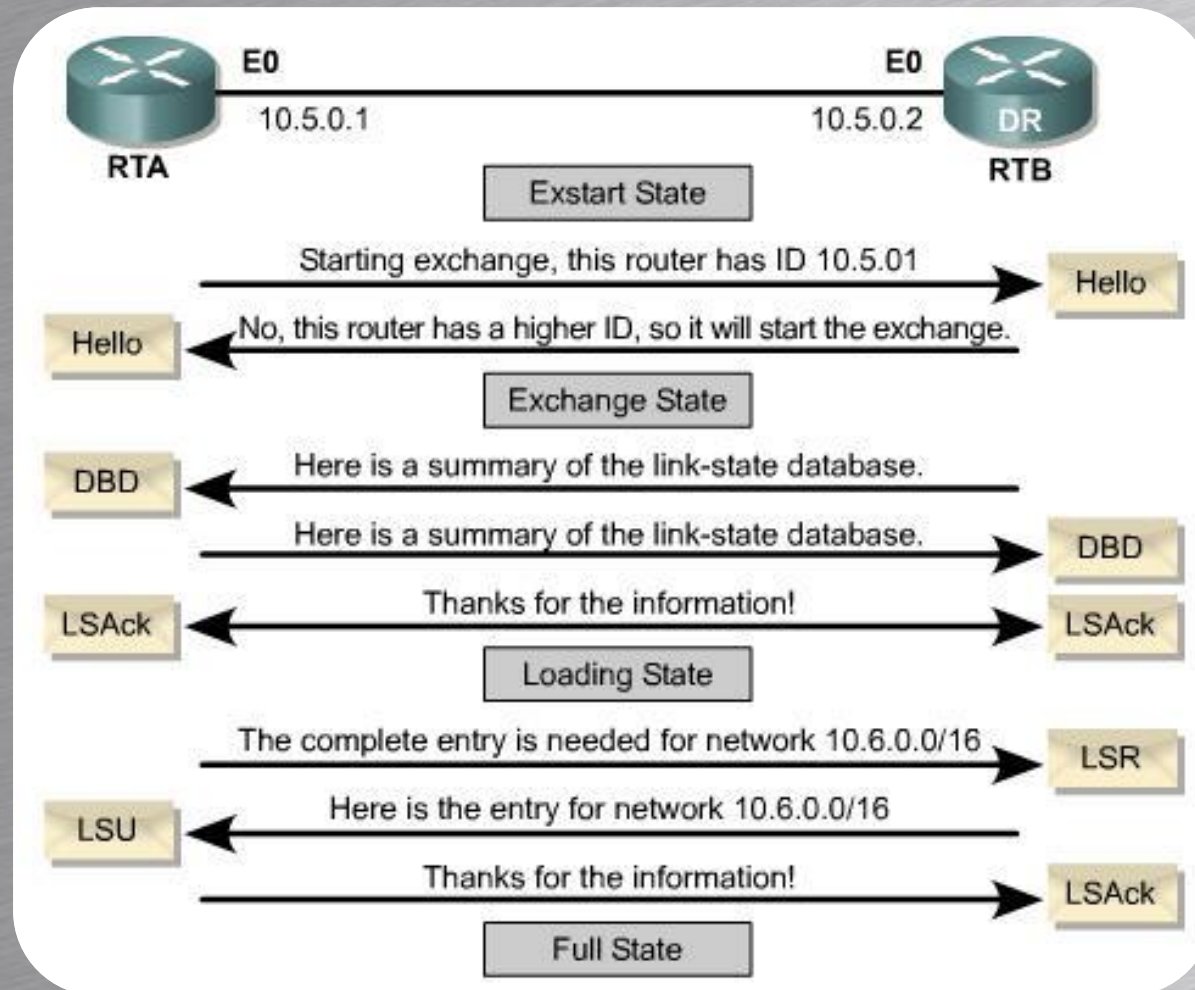 E0
E0
10.5.0.1
10.5.0.2
DR
RTA
RTB
Exstart State
Starting exchange, this router has ID 10.5.01
Hello
Hello
No, this router has a higher ID, so it will start the exchange.
Exchange State
DBD
Here is a summary of the link-state database.
Here is a summary of the link-state database.
DBD
LSAck
Thanks for the information!
LSAck
Loading State
The complete entry is needed for network 10.6.0.0/16
LSR
LSU
Here is the entry for network 10.6.0.0/16
Thanks for the information!
LSAck
Full State